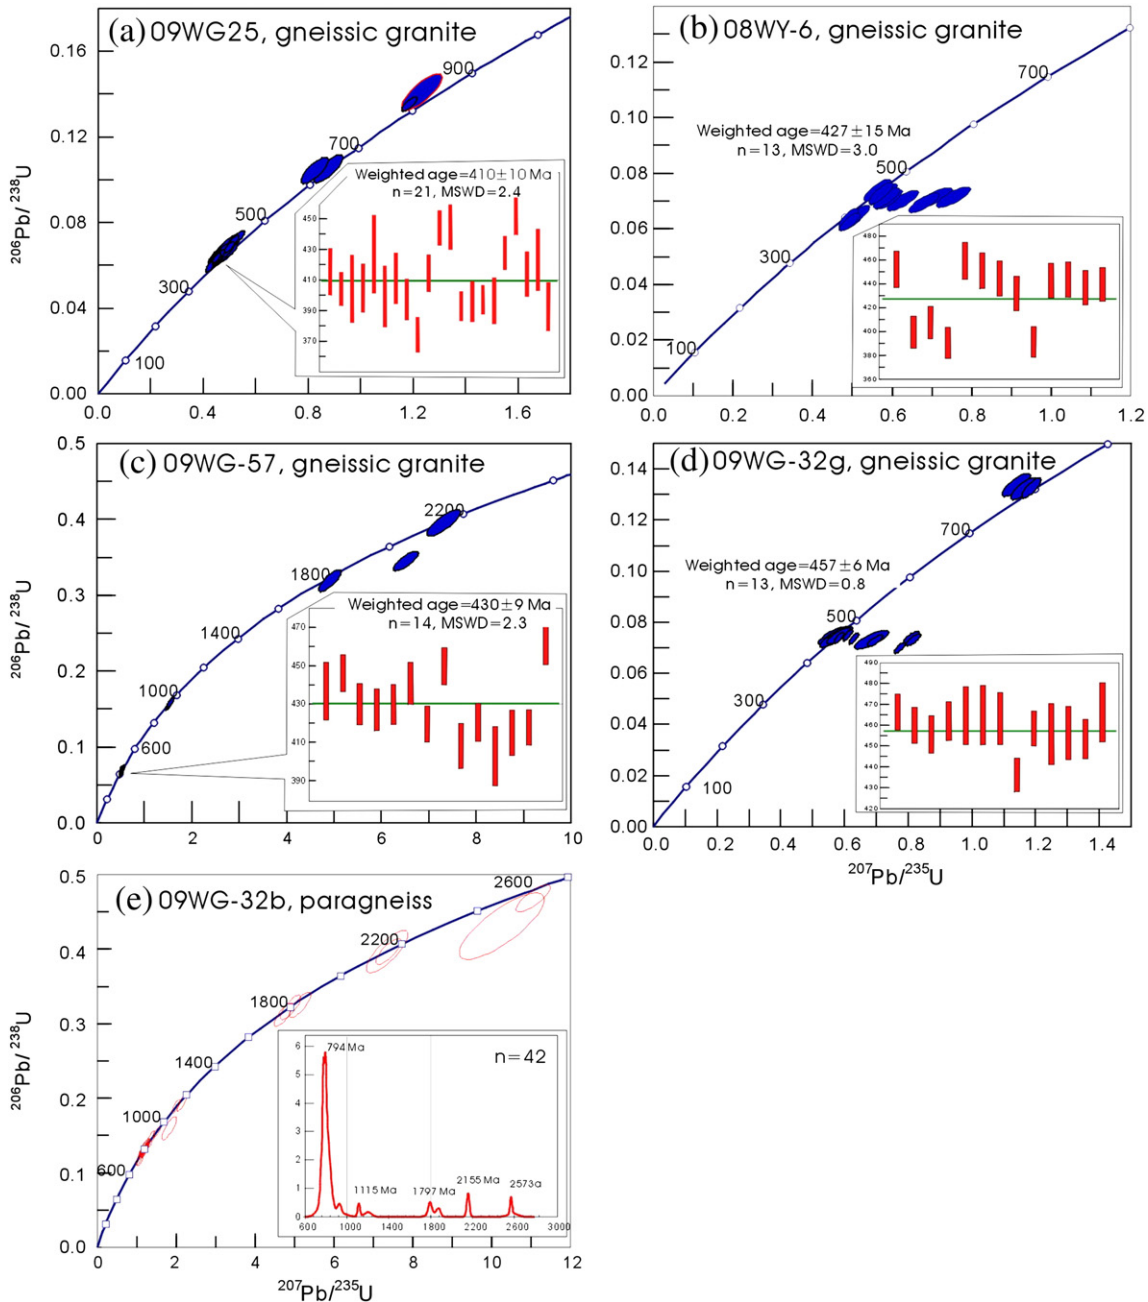 (a) 09WG25, gneissic granite
0.16
0.12
0.08
0.04
0.00
206Pb/238U
900
700
500
300
100
Weighted age=410±10 Ma
n=21, MSWD=2.4
450
430
410
390
370
0.0 0.4 0.8 1.2 1.6
(b) 08WY-6, gneissic granite
0.12
0.10
0.08
0.06
0.04
0.02
0.00
700
500
300
100
Weighted age=427±15 Ma
n=13, MSWD=3.0
480
460
440
420
400
380
360
0.0 0.2 0.4 0.6 0.8 1.0 1.2
(c) 09WG-57, gneissic granite
0.5
0.4
0.3
0.2
0.1
0.0
206Pb/238U
2200
1800
1400
1000
600
Weighted age=430±9 Ma
n=14, MSWD=2.3
470
450
430
410
390
0 2 4 6 8 10
(d) 09WG-32g, gneissic granite
0.14
0.12
0.10
0.08
0.06
0.04
0.02
0.00
700
500
300
100
Weighted age=457±6 Ma
n=13, MSWD=0.8
490
480
470
460
450
440
430
420
0.0 0.2 0.4 0.6 0.8 1.0 1.2 1.4
207Pb/235U
(e) 09WG-32b, paragneiss
0.5
0.4
0.3
0.2
0.1
0.0
206Pb/238U
2600
2200
1800
1400
1000
600
n=42
794 Ma
1115 Ma
1797 Ma
2155 Ma
2573a
6
5
4
3
2
1
0
600 1000 1400 1800 2200 2600 3000
0 2 4 6 8 10 12
207Pb/235U